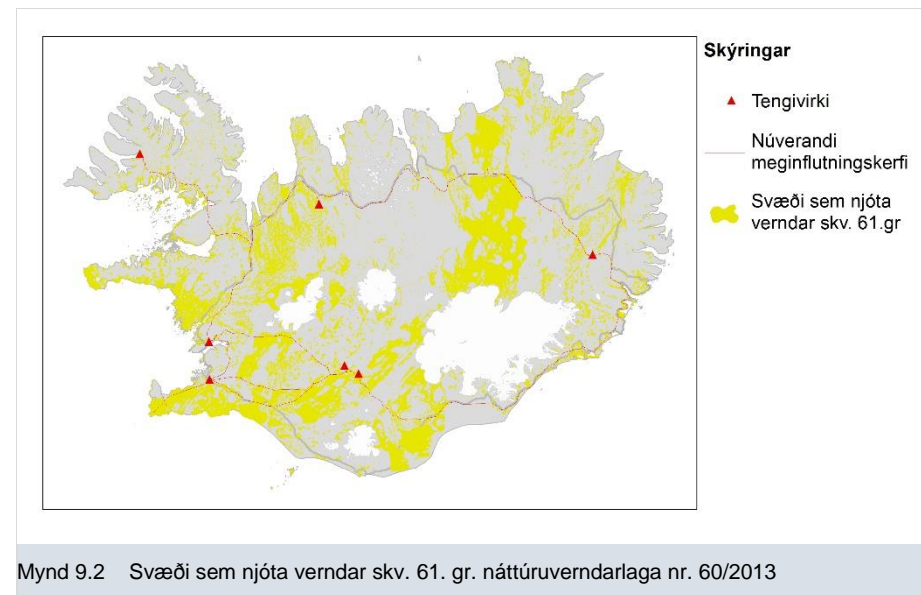 Skýringar
Tengivirki
Núverandi
meginflutningskerfi
Svæði sem njóta
verndar skv. 61.gr
Mynd 9.2 Svæði sem njóta verndar skv. 61. gr. náttúruverndarlaga nr. 60/2013